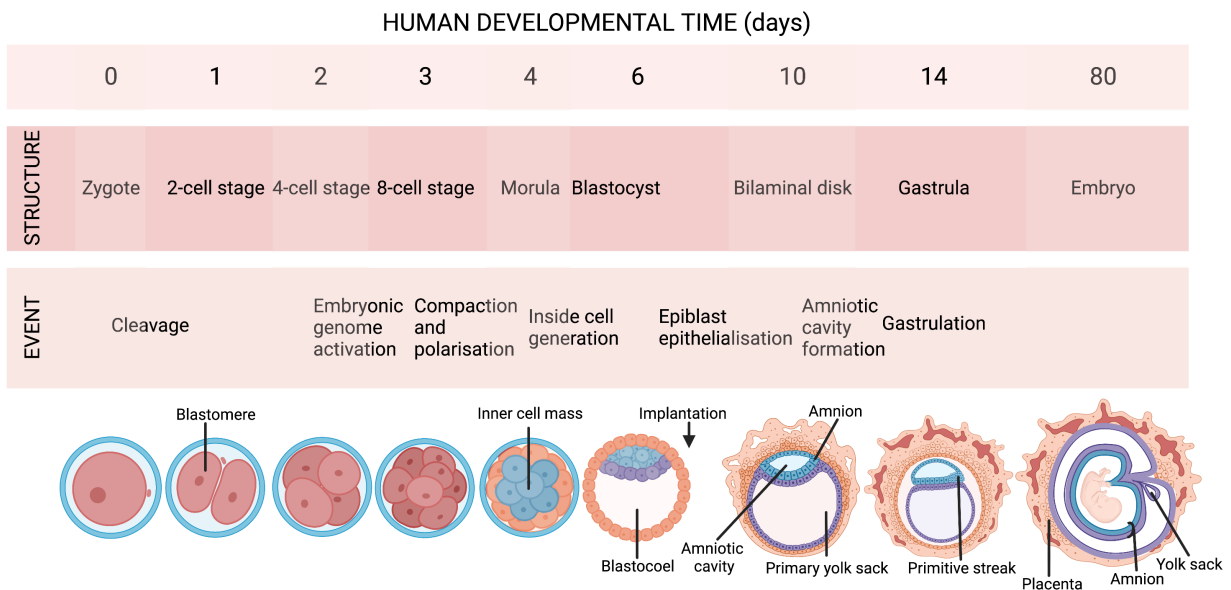 HUMAN DEVELOPMENTAL TIME (days)
0 1 2 3 4 6 10 14 80
STRUCTURE
Zygote 2-cell stage 4-cell stage 8-cell stage Morula Blastocyst Bilaminal disk Gastrula Embryo
EVENT
Cleavage
Embryonic
genome
activation
Compaction
and
polarisation
Inside cell
generation
Epiblast
epithelialisation
Amniotic
cavity
formation
Gastrulation
Blastomere
Inner cell mass
Implantation
Amnion
Blastocoel
Amniotic
cavity
Primary yolk sack
Primitive streak
Placenta
Amnion
Yolk sack